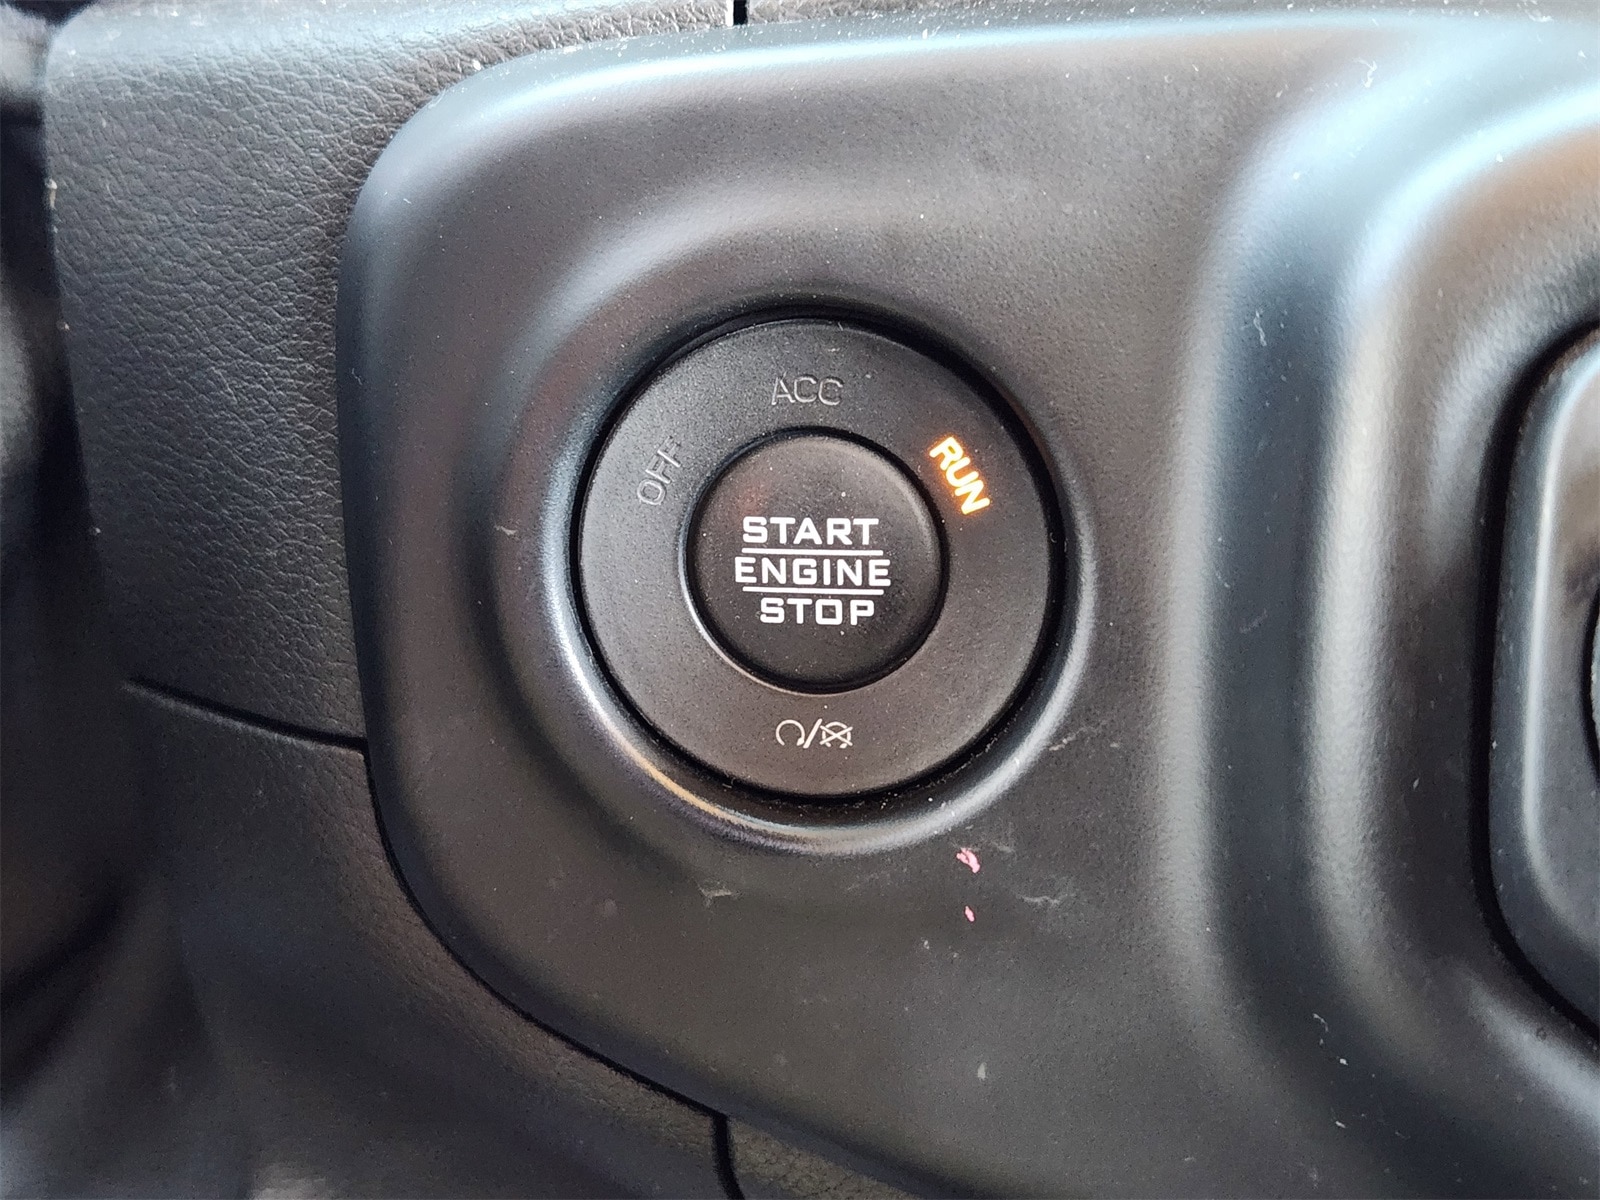 ACC
OFF
RUN
START
ENGINE
STOP